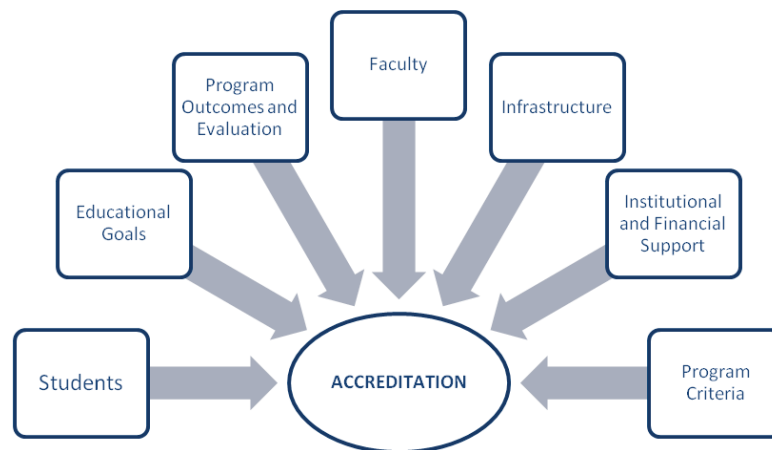 Faculty
Program
Outcomes and
Evaluation
Infrastructure
Educational
Goals
Institutional
and Financial
Support
Students
ACCREDITATION
Program
Criteria